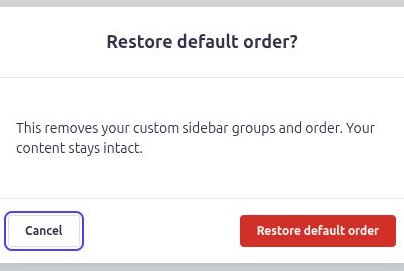 Restore default order?
This removes your custom sidebar groups and order. Your
content stays intact.
Cancel
Restore default order